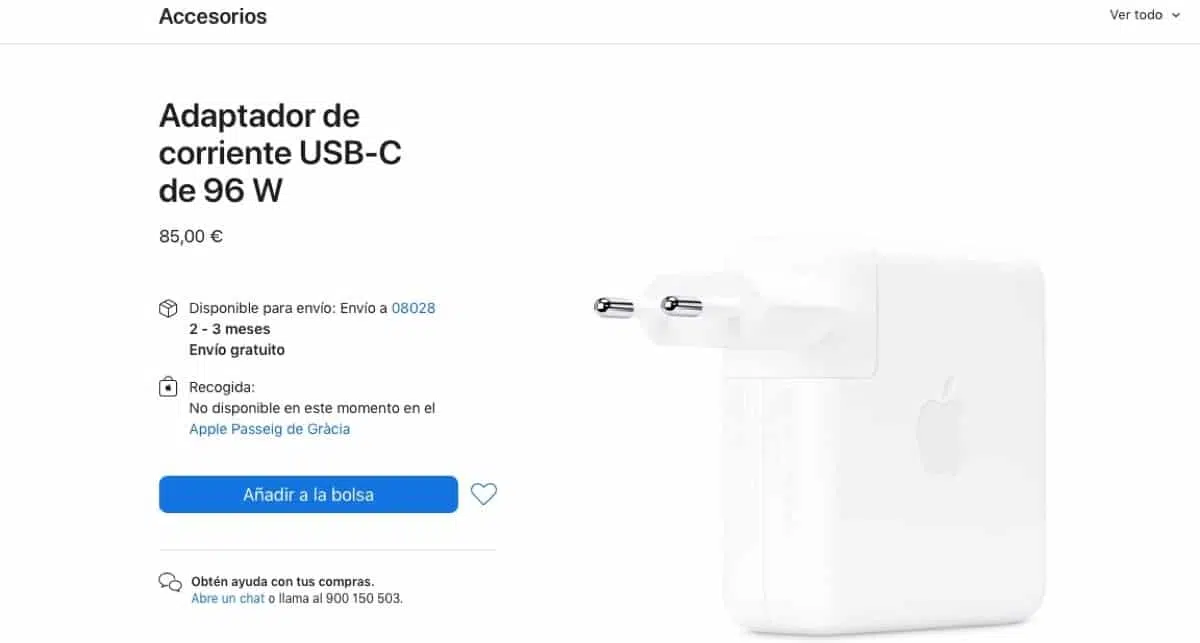 Accesorios
Ver todo
Adaptador de
corriente USB-C
de 96 W
85,00 €
Disponible para envío: Envío a 08028
2 - 3 meses
Envío gratuito
Recogida:
No disponible en este momento en el
Apple Passeig de Gràcia
Añadir a la bolsa
Obtén ayuda con tus compras.
Abre un chat o llama al 900 150 503.